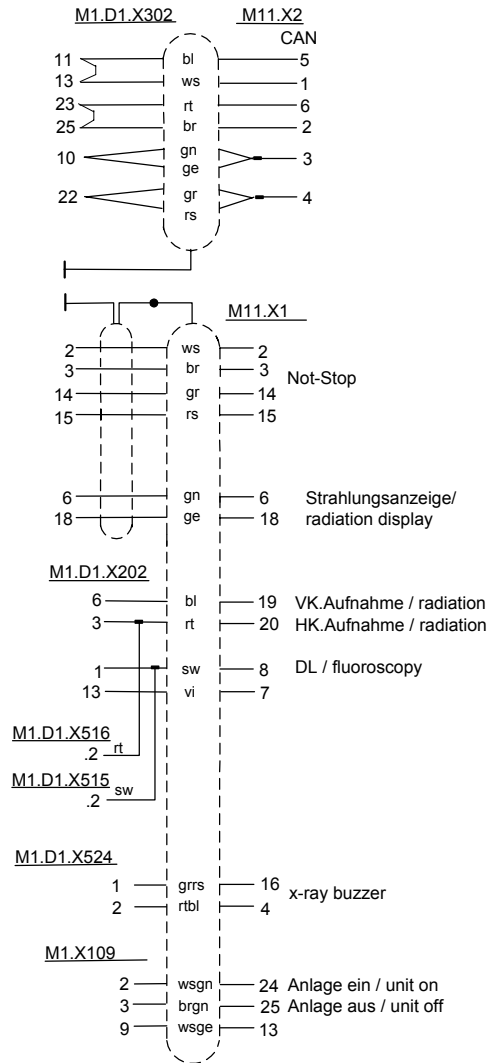 M1.D1.X302 M11.X2
CAN
11 bl 5
13 ws 1
23 rt 6
25 br 2
10 gn 3
ge
22 gr 4
rs
M11.X1
2 ws 2
3 br 3
Not-Stop
14 gr 14
15 rs 15
6 gn 6 Strahlungsanzeige/
18 ge 18 radiation display
M1.D1.X202
6 bl 19 VK.Aufnahme / radiation
3 rt 20 HK.Aufnahme / radiation
1 sw 8 DL / fluoroscopy
13 vi 7
M1.D1.X516
.2 rt
M1.D1.X515
.2 sw
M1.D1.X524
1 grrs 16 x-ray buzzer
2 rtbl 4
M1.X109
2 wsgn 24 Anlage ein / unit on
3 brgn 25 Anlage aus / unit off
9 wsge 13